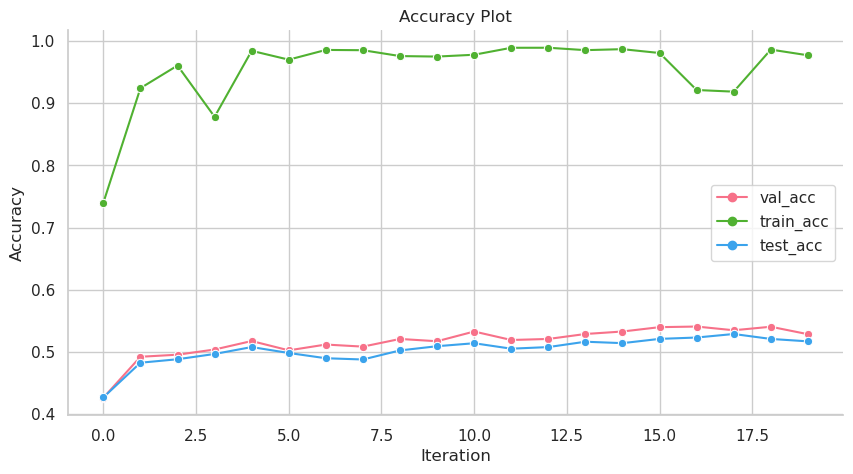 Accuracy Plot
1.0
0.9
0.8
0.7
0.6
0.5
0.4
Accuracy
val_acc
train_acc
test_acc
0.0 2.5 5.0 7.5 10.0 12.5 15.0 17.5
Iteration